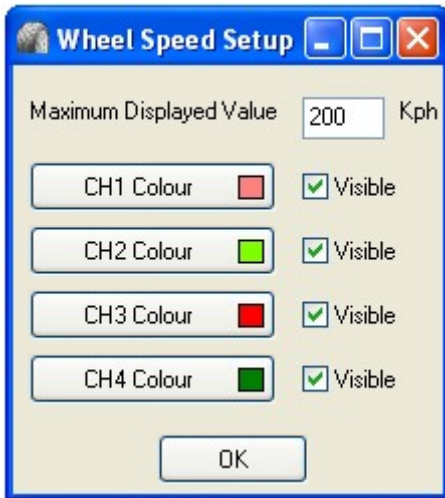 Wheel Speed Setup
Maximum Displayed Value 200 Kph
CH1 Colour Visible
CH2 Colour Visible
CH3 Colour Visible
CH4 Colour Visible
OK